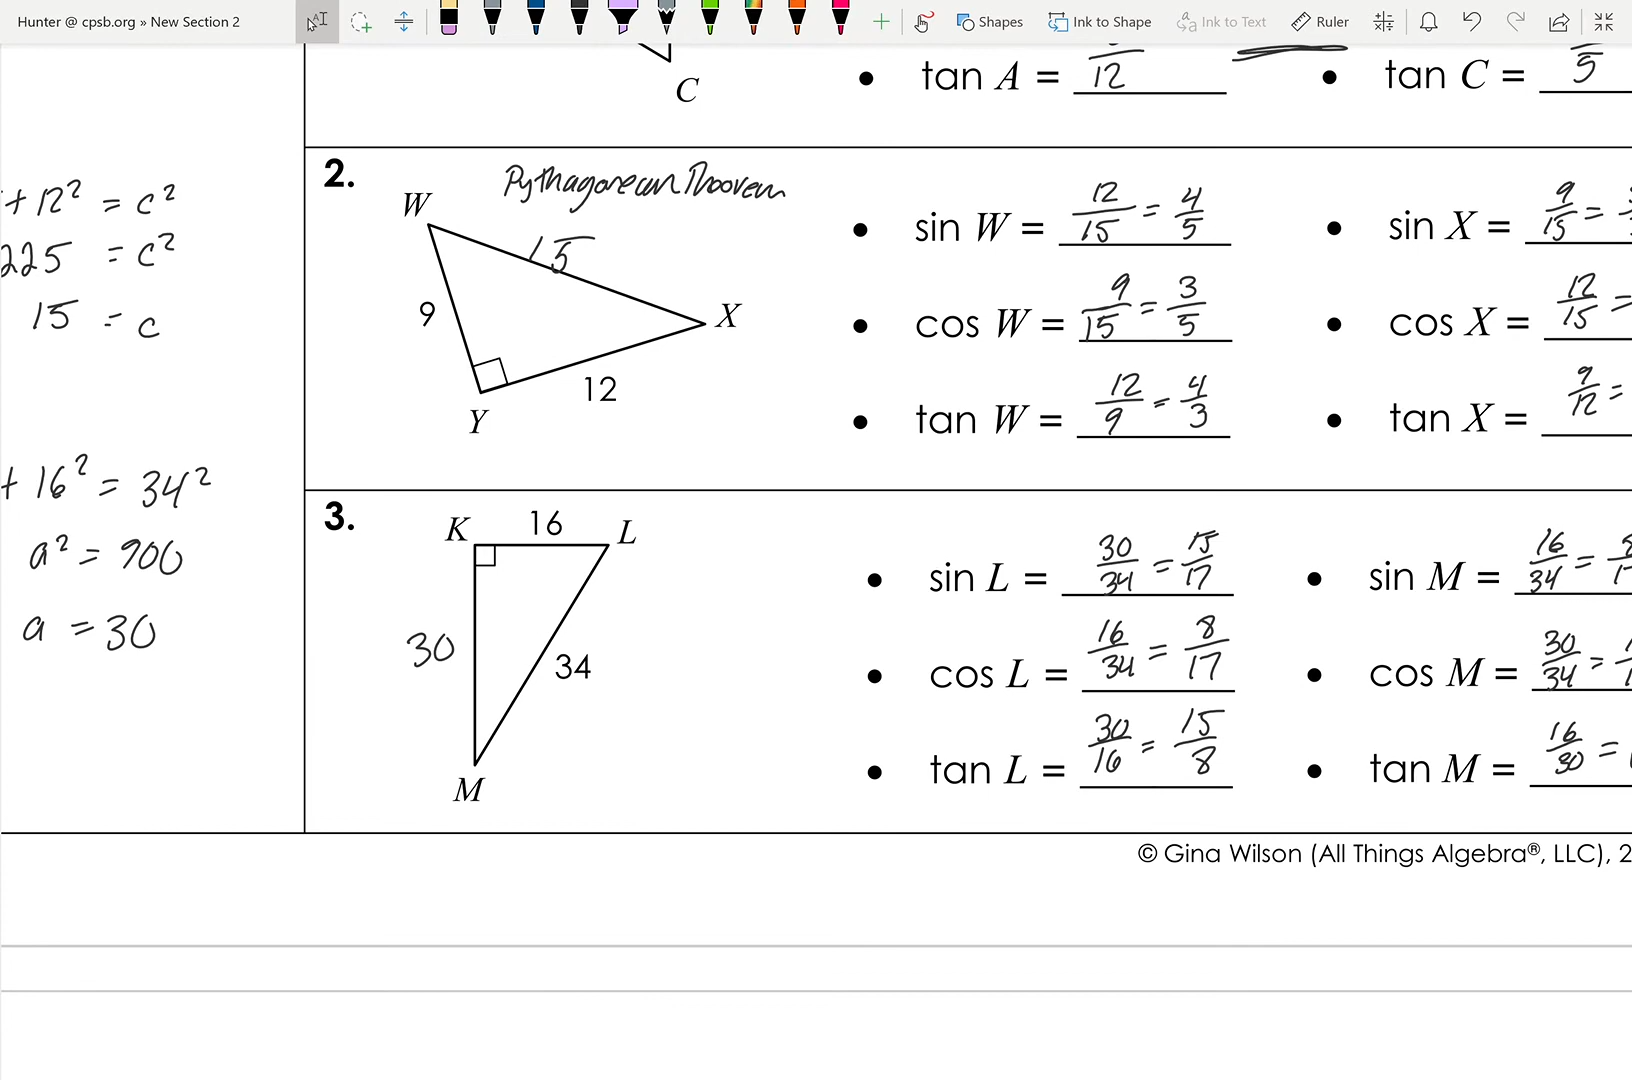 Hunter @ cpsb.org » New Section 2
Shapes
Ink to Shape
Ink to Text
Ruler
C
• tan A = /12
• tan C = /5
+ 12² = c²
225 = c²
15 = c
+ 16² = 34²
a² = 900
a = 30
2.
Pythagorean Theorem
W
15
9
X
12
Y
• sin W = 12/15 = 4/5
• cos W = 9/15 = 3/5
• tan W = 12/9 = 4/3
• sin X = 9/15 =
• cos X = 12/15 =
• tan X = 9/12 =
3.
K
16
L
30
34
M
• sin L = 30/34 = 15/17
• cos L = 16/34 = 8/17
• tan L = 30/16 = 15/8
• sin M = 16/34 =
• cos M = 30/34 =
• tan M = 16/30 =
© Gina Wilson (All Things Algebra®, LLC), 2